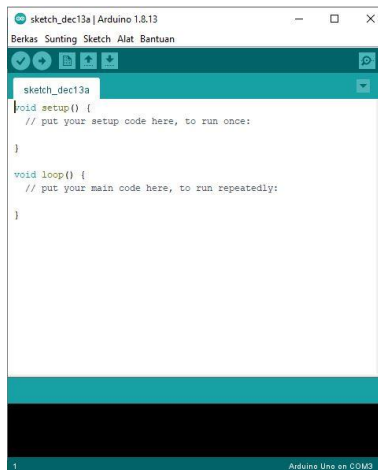 sketch_dec13a | Arduino 1.8.13
Berkas Sunting Sketch Alat Bantuan
sketch_dec13a
void setup() {
// put your setup code here, to run once:
}
void loop() {
// put your main code here, to run repeatedly:
}
1 Arduino Uno on COM3